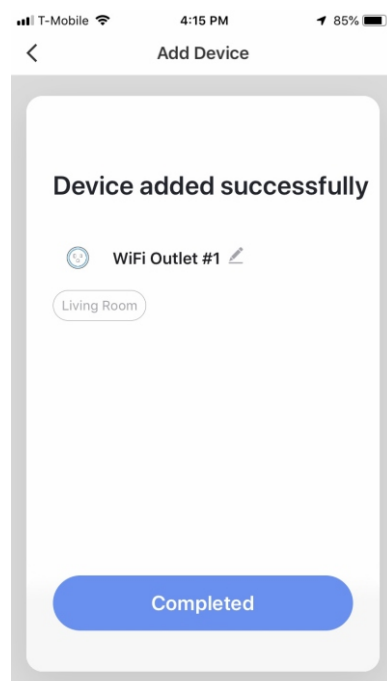 T-Mobile 4:15 PM 85%
Add Device
Device added successfully
WiFi Outlet #1
Living Room
Completed